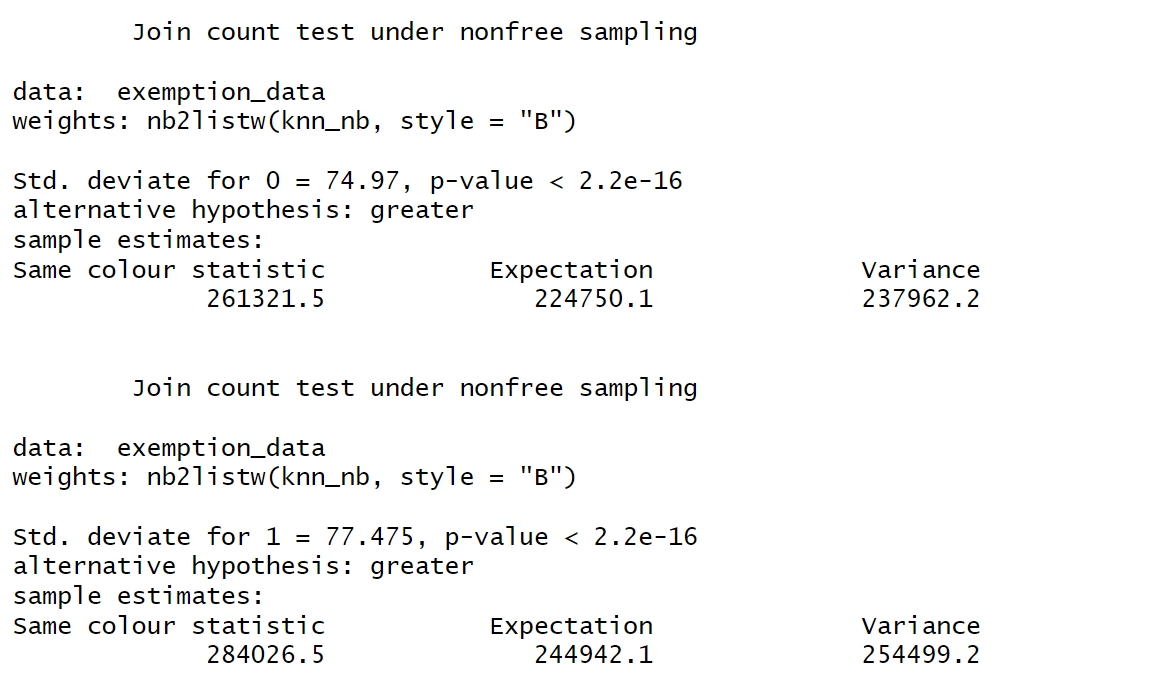 Join count test under nonfree sampling
data:  exemption_data
weights: nb2listw(knn_nb, style = "B")
Std. deviate for 0 = 74.97, p-value < 2.2e-16
alternative hypothesis: greater
sample estimates:
Same colour statistic           Expectation              Variance
             261321.5              224750.1              237962.2
Join count test under nonfree sampling
data:  exemption_data
weights: nb2listw(knn_nb, style = "B")
Std. deviate for 1 = 77.475, p-value < 2.2e-16
alternative hypothesis: greater
sample estimates:
Same colour statistic           Expectation              Variance
             284026.5              244942.1              254499.2